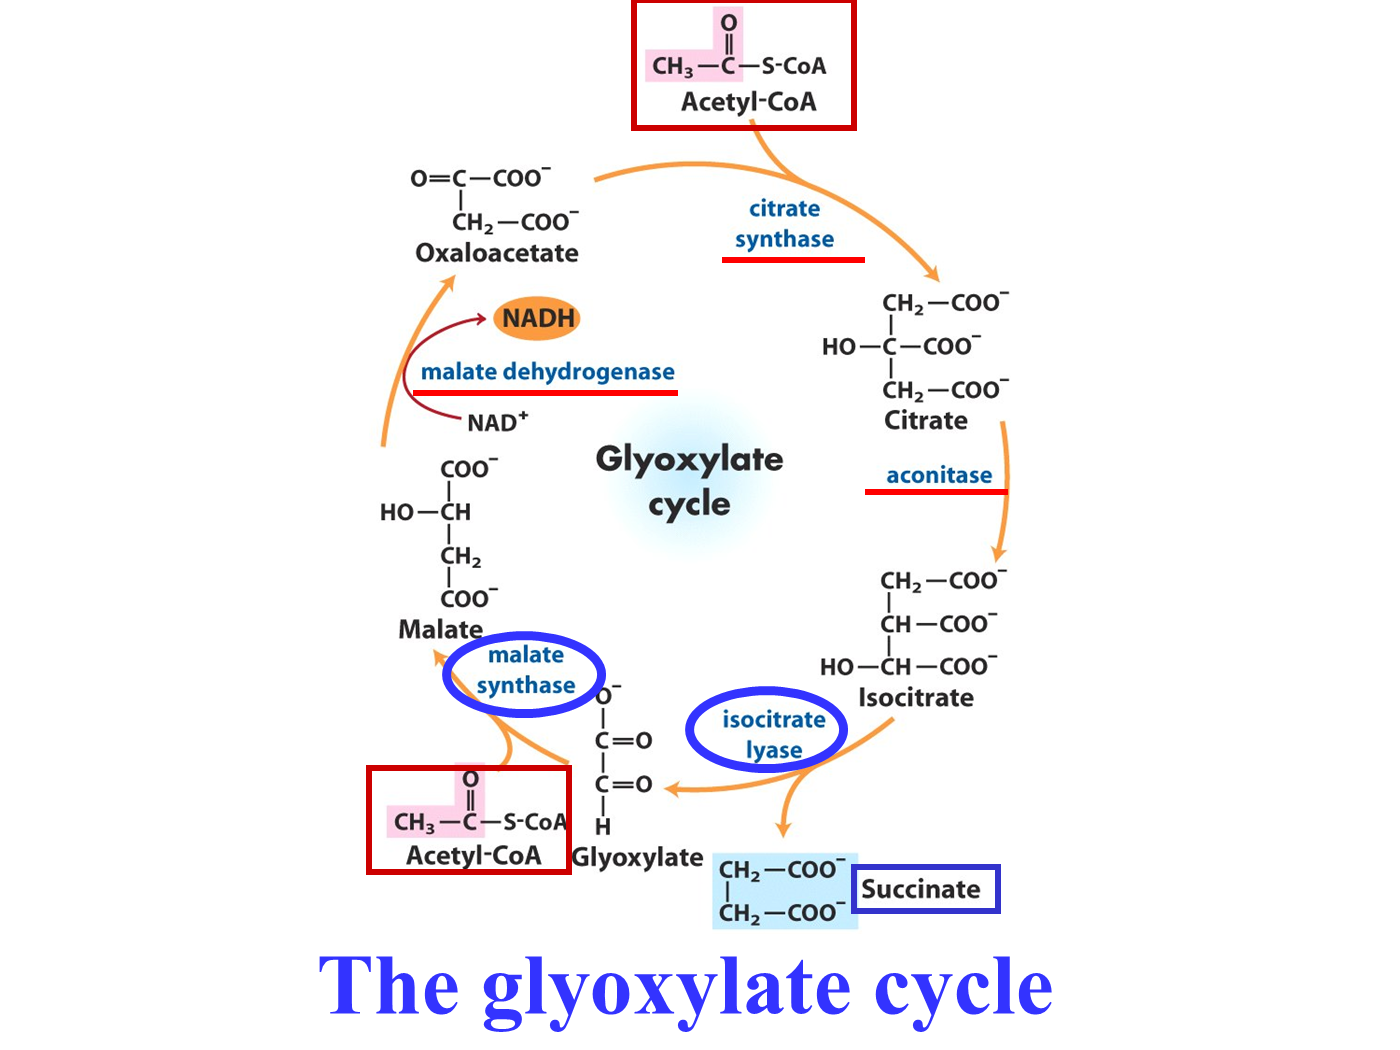 O
CH₃—C—S-CoA
Acetyl-CoA
O=C—COO⁻
CH₂—COO⁻
Oxaloacetate
citrate
synthase
CH₂—COO⁻
HO—C—COO⁻
CH₂—COO⁻
Citrate
NADH
malate dehydrogenase
NAD⁺
Glyoxylate
cycle
aconitase
COO⁻
HO—CH
CH₂
COO⁻
Malate
CH₂—COO⁻
CH—COO⁻
HO—CH—COO⁻
Isocitrate
malate
synthase
isocitrate
lyase
O⁻
C=O
C=O
H
Glyoxylate
O
CH₃—C—S-CoA
Acetyl-CoA
CH₂—COO⁻
CH₂—COO⁻
Succinate
The glyoxylate cycle